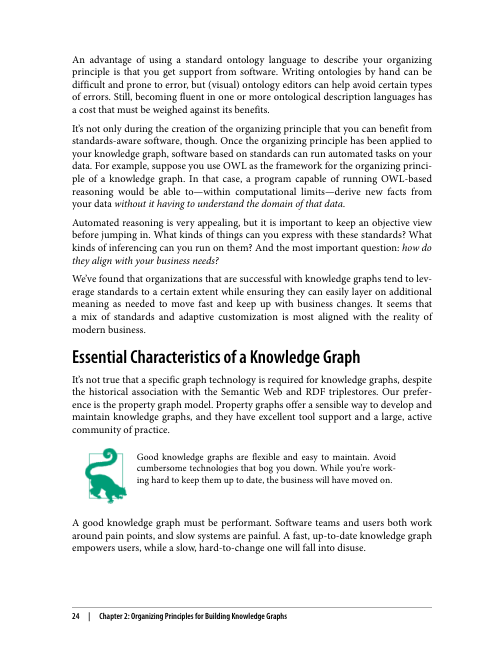 An advantage of using a standard ontology language to describe your organizing
principle is that you get support from software. Writing ontologies by hand can be
difficult and prone to error, but (visual) ontology editors can help avoid certain types
of errors. Still, becoming fluent in one or more ontological description languages has
a cost that must be weighed against its benefits.
It’s not only during the creation of the organizing principle that you can benefit from
standards-aware software, though. Once the organizing principle has been applied to
your knowledge graph, software based on standards can run automated tasks on your
data. For example, suppose you use OWL as the framework for the organizing princi-
ple of a knowledge graph. In that case, a program capable of running OWL-based
reasoning would be able to—within computational limits—derive new facts from
your data without it having to understand the domain of that data.
Automated reasoning is very appealing, but it is important to keep an objective view
before jumping in. What kinds of things can you express with these standards? What
kinds of inferencing can you run on them? And the most important question: how do
they align with your business needs?
We’ve found that organizations that are successful with knowledge graphs tend to lev-
erage standards to a certain extent while ensuring they can easily layer on additional
meaning as needed to move fast and keep up with business changes. It seems that
a mix of standards and adaptive customization is most aligned with the reality of
modern business.
Essential Characteristics of a Knowledge Graph
It’s not true that a specific graph technology is required for knowledge graphs, despite
the historical association with the Semantic Web and RDF triplestores. Our prefer-
ence is the property graph model. Property graphs offer a sensible way to develop and
maintain knowledge graphs, and they have excellent tool support and a large, active
community of practice.
Good knowledge graphs are flexible and easy to maintain. Avoid
cumbersome technologies that bog you down. While you’re work-
ing hard to keep them up to date, the business will have moved on.
A good knowledge graph must be performant. Software teams and users both work
around pain points, and slow systems are painful. A fast, up-to-date knowledge graph
empowers users, while a slow, hard-to-change one will fall into disuse.
24 | Chapter 2: Organizing Principles for Building Knowledge Graphs